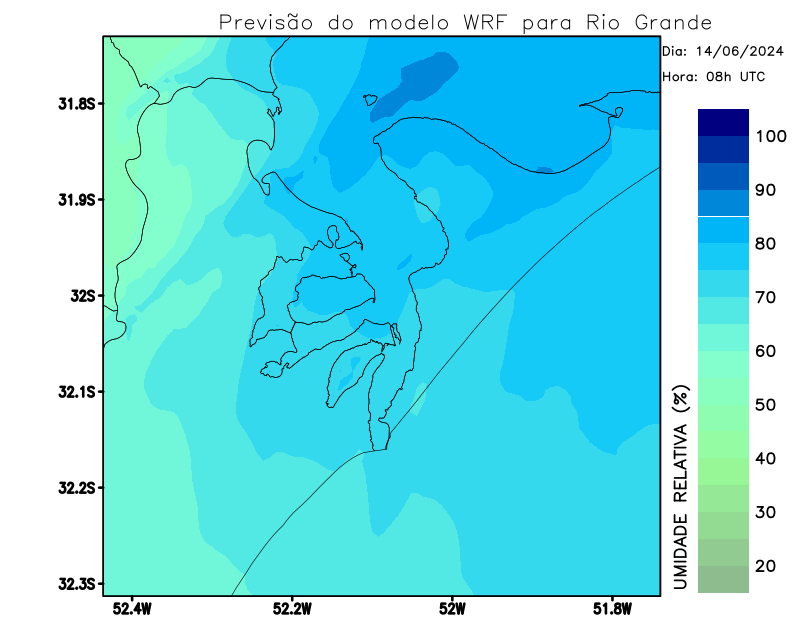 Previsão do modelo WRF para Rio Grande
Dia: 14/06/2024
Hora: 08h UTC
31.8S
31.9S
32S
32.1S
32.2S
32.3S
52.4W
52.2W
52W
51.8W
100
90
80
70
60
50
40
30
20
UMIDADE RELATIVA (%)